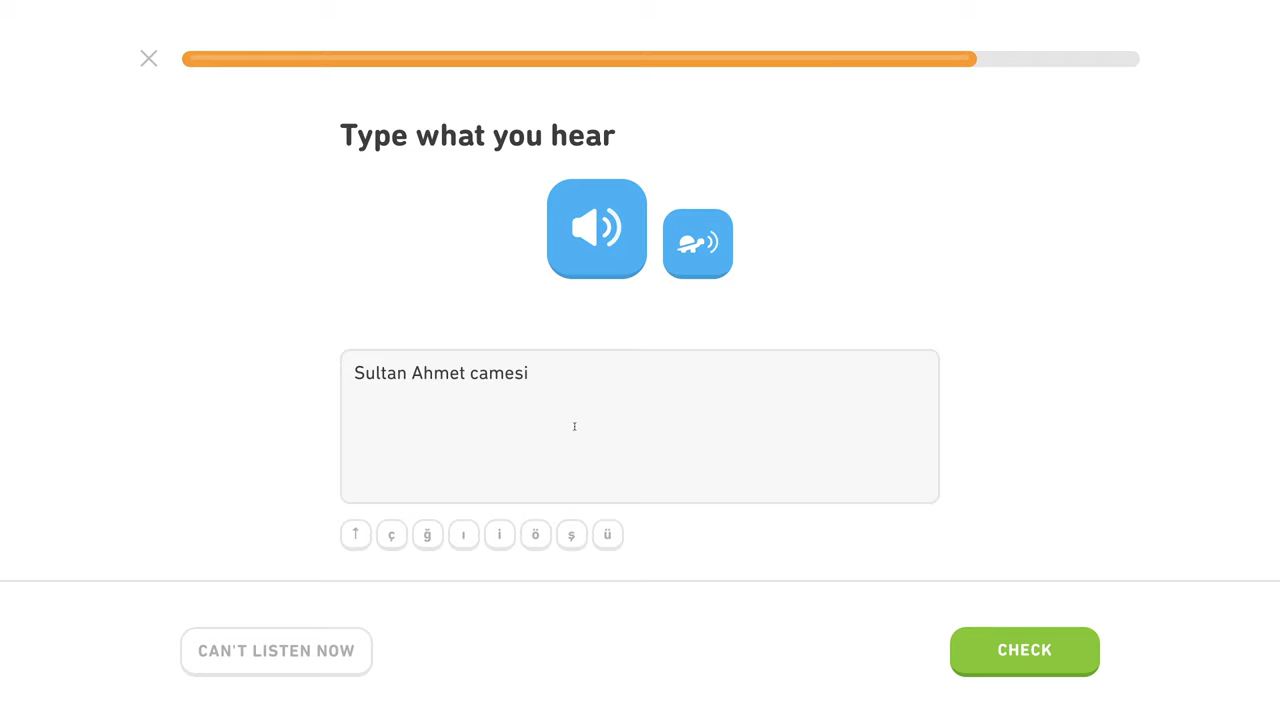 Type what you hear
Sultan Ahmet camesi
↑ ç ğ ı i ö ş ü
CAN'T LISTEN NOW
CHECK